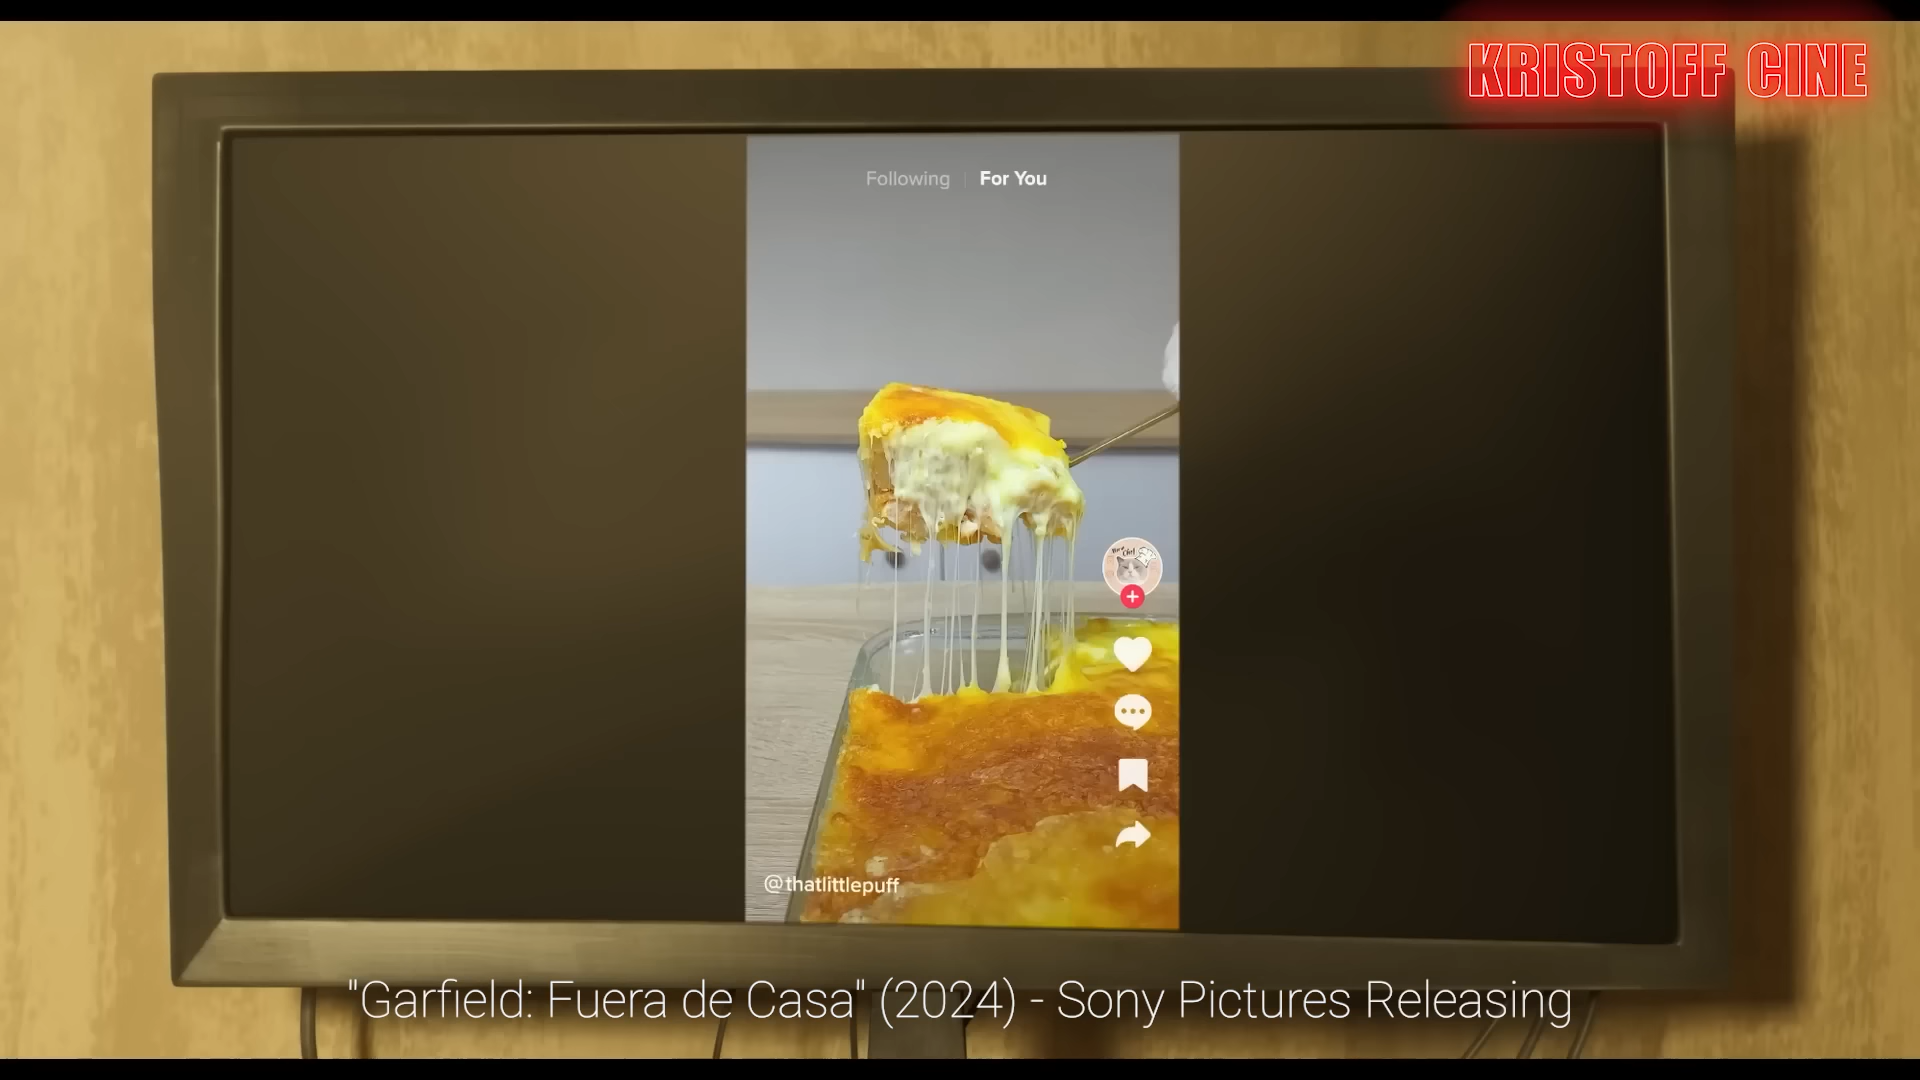 KRISTOFF CINE
Following | For You
@thatlittlepuff
"Garfield: Fuera de Casa" (2024) - Sony Pictures Releasing